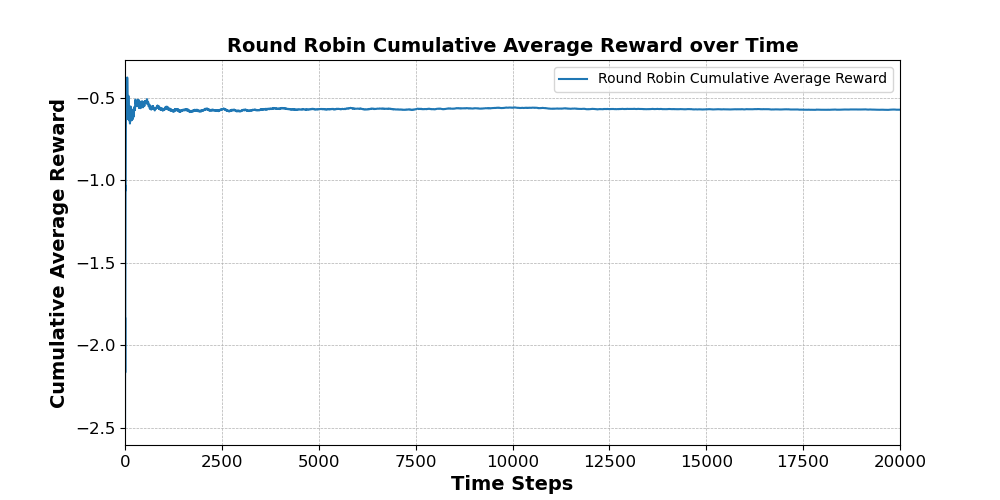 Round Robin Cumulative Average Reward over Time
Round Robin Cumulative Average Reward
Cumulative Average Reward
−0.5
−1.0
−1.5
−2.0
−2.5
0 2500 5000 7500 10000 12500 15000 17500 20000
Time Steps